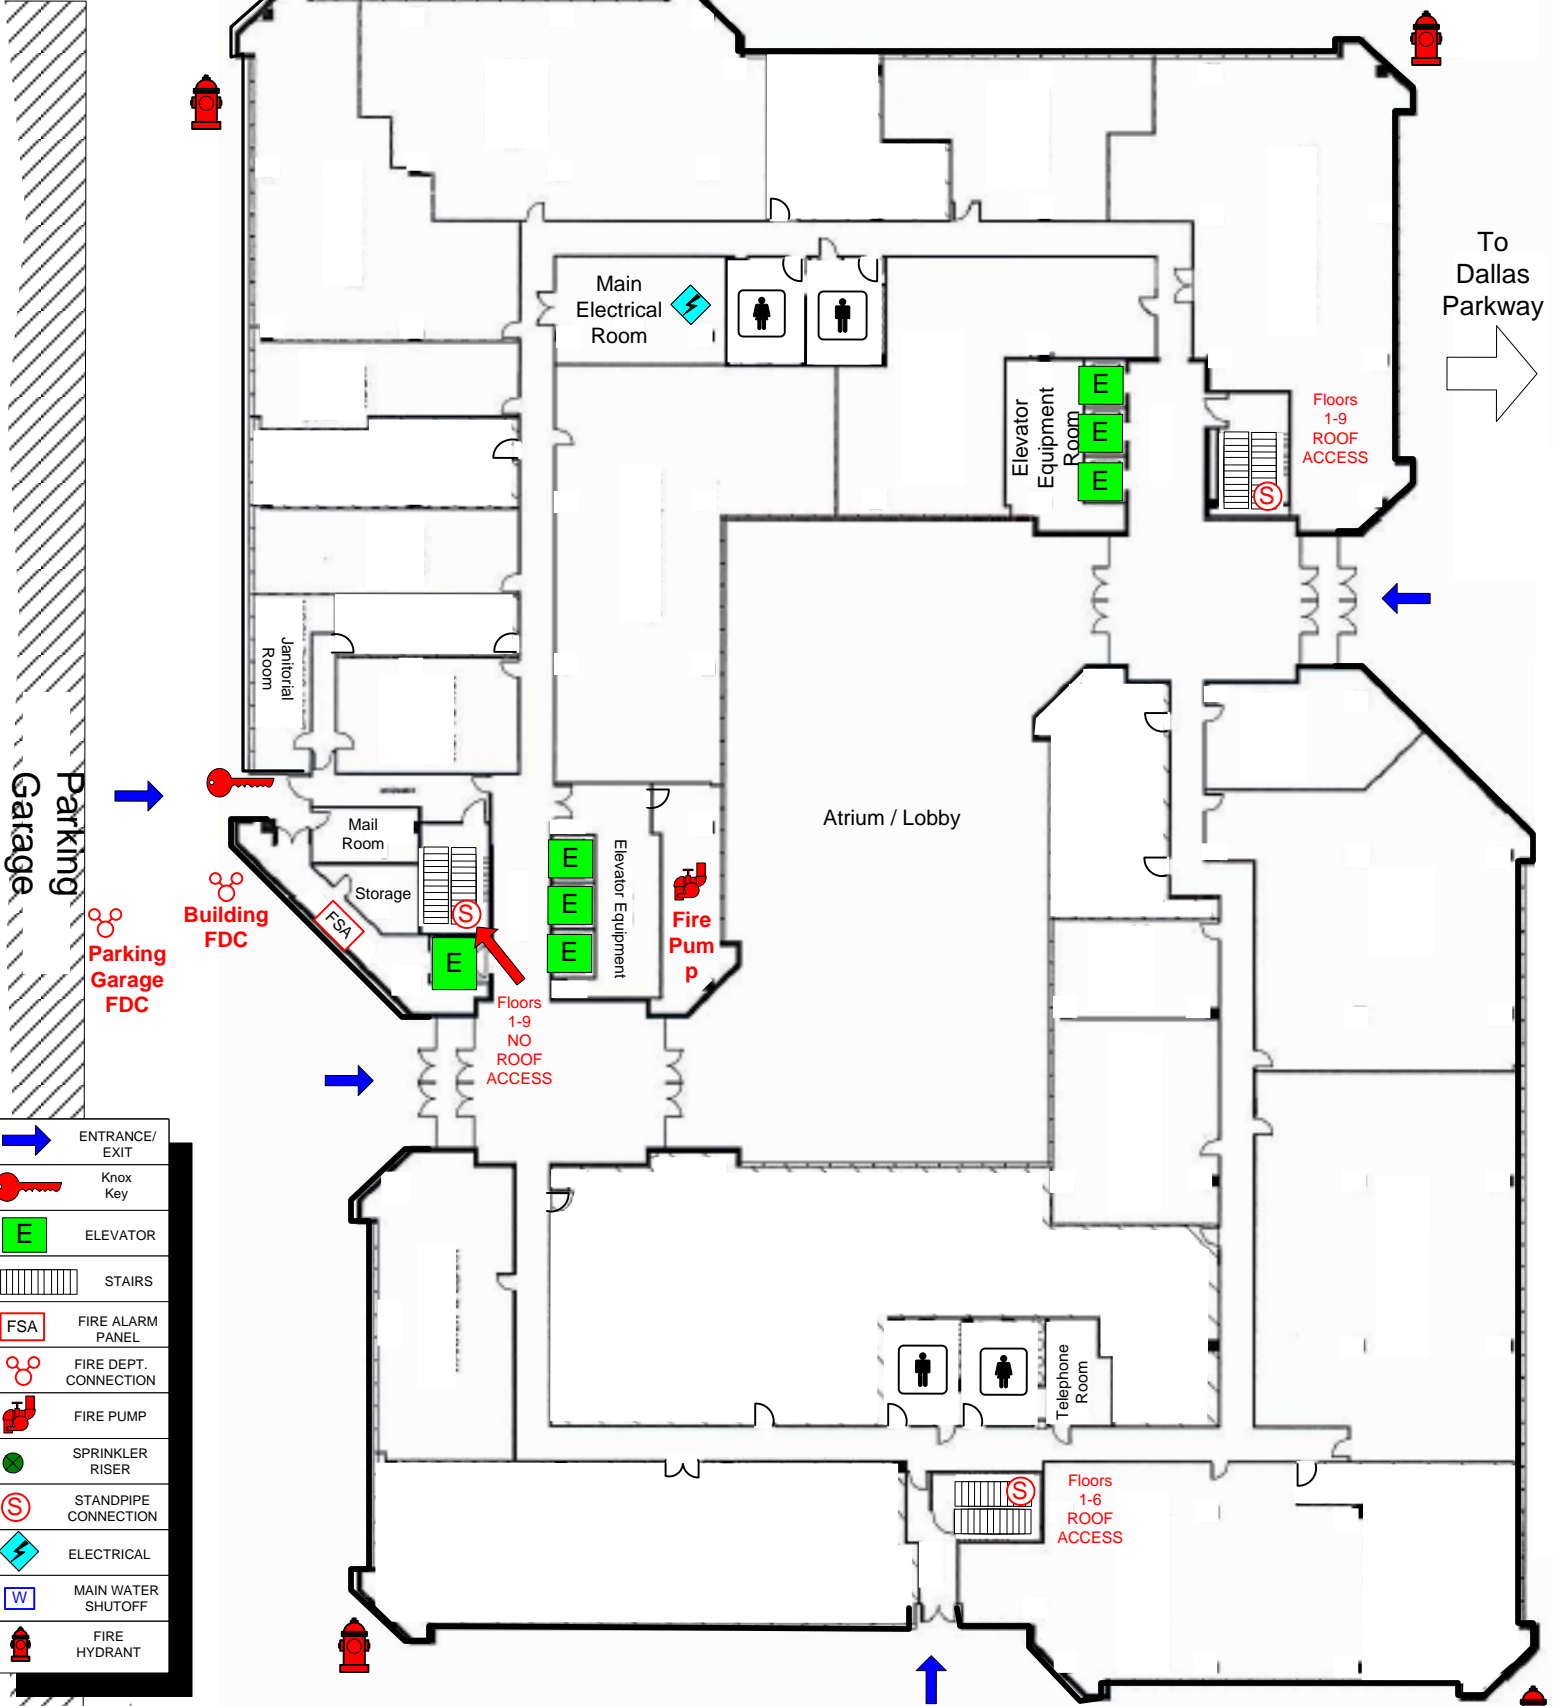 To
Dallas
Parkway
Main
Electrical
Room
E
E
E
Elevator
Equipment
Room
Floors
1-9
ROOF
ACCESS
S
Janitorial
Room
Parking
Garage
Mail
Room
Storage
FSA
S
E
E
E
E
Elevator Equipment
Fire
Pum
p
Atrium / Lobby
Building
FDC
Parking
Garage
FDC
Floors
1-9
NO
ROOF
ACCESS
Telephone
Room
S
Floors
1-6
ROOF
ACCESS
ENTRANCE/
EXIT
Knox
Key
E
ELEVATOR
STAIRS
FSA
FIRE ALARM
PANEL
FIRE DEPT.
CONNECTION
FIRE PUMP
SPRINKLER
RISER
S
STANDPIPE
CONNECTION
ELECTRICAL
W
MAIN WATER
SHUTOFF
FIRE
HYDRANT